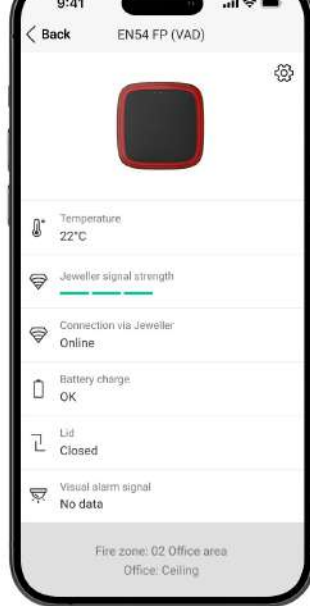 9:41
Back
EN54 FP (VAD)
Temperature
22°C
Jeweller signal strength
Connection via Jeweller
Online
Battery charge
OK
Lid
Closed
Visual alarm signal
No data
Fire zone: 02 Office area
Office: Ceiling